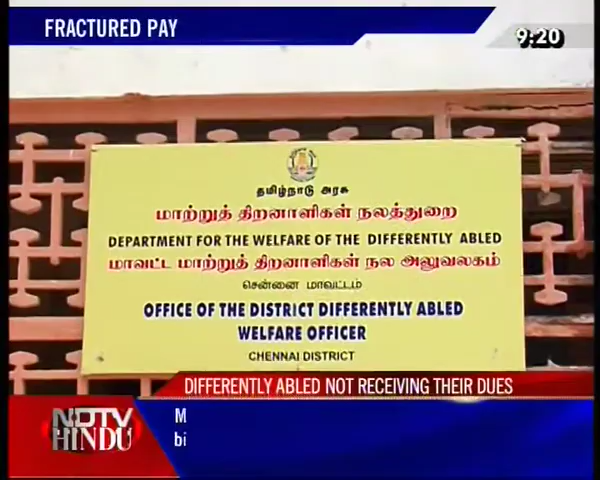 FRACTURED PAY
9:20
தமிழ்நாடு அரசு
மாற்றுத் திறனாளிகள் நலத்துறை
DEPARTMENT FOR THE WELFARE OF THE DIFFERENTLY ABLED
மாவட்ட மாற்றுத் திறனாளிகள் நல அலுவலகம்
சென்னை மாவட்டம்
OFFICE OF THE DISTRICT DIFFERENTLY ABLED
WELFARE OFFICER
CHENNAI DISTRICT
DIFFERENTLY ABLED NOT RECEIVING THEIR DUES
NDTV
HINDU
M
bi